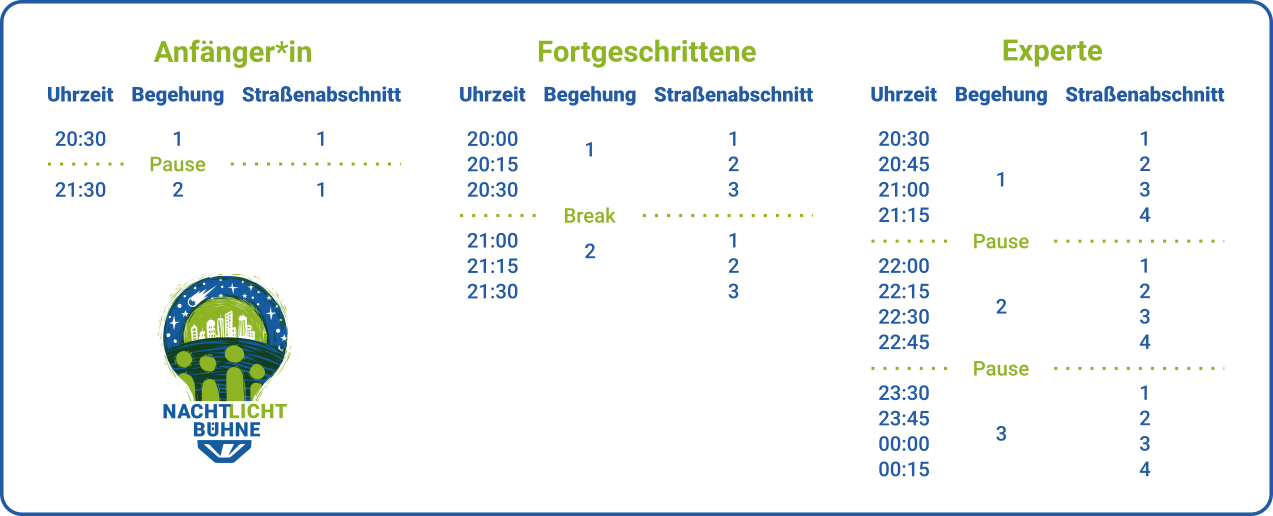 Anfänger*in
Uhrzeit Begehung Straßenabschnitt
20:30 1 1
Pause
21:30 2 1
NACHTLICHT
BÜHNE
Fortgeschrittene
Uhrzeit Begehung Straßenabschnitt
20:00 1
1
20:15 2
20:30 3
Break
21:00 1
2
21:15 2
21:30 3
Experte
Uhrzeit Begehung Straßenabschnitt
20:30 1
20:45 2
1
21:00 3
21:15 4
Pause
22:00 1
22:15 2
2
22:30 3
22:45 4
Pause
23:30 1
23:45 2
3
00:00 3
00:15 4